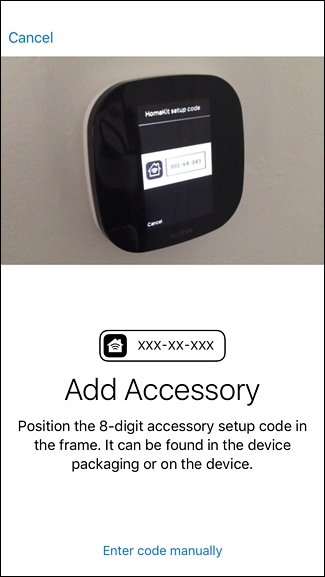 Cancel
HomeKit setup code
Cancel
XXX-XX-XXX
Add Accessory
Position the 8-digit accessory setup code in
the frame. It can be found in the device
packaging or on the device.
Enter code manually